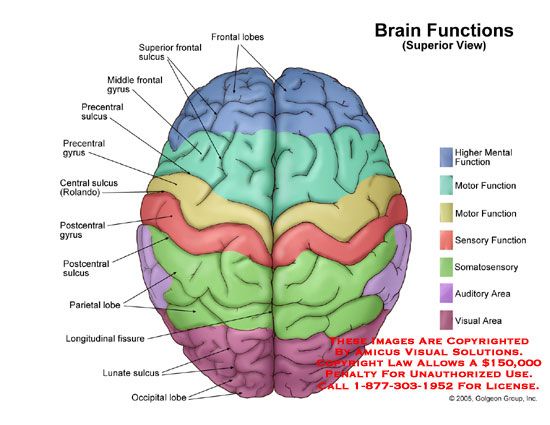 Brain Functions
(Superior View)
Frontal lobes
Superior frontal
sulcus
Middle frontal
gyrus
Precentral
sulcus
Precentral
gyrus
Central sulcus
(Rolando)
Postcentral
gyrus
Postcentral
sulcus
Parietal lobe
Longitudinal fissure
Lunate sulcus
Occipital lobe
Higher Mental
Function
Motor Function
Motor Function
Sensory Function
Somatosensory
Auditory Area
Visual Area
These Images Are Copyrighted
By Amicus Visual Solutions.
Copyright Law Allows A $150,000
Penalty For Unauthorized Use.
Call 1-877-303-1952 For License.
© 2005, Golgeon Group, Inc.